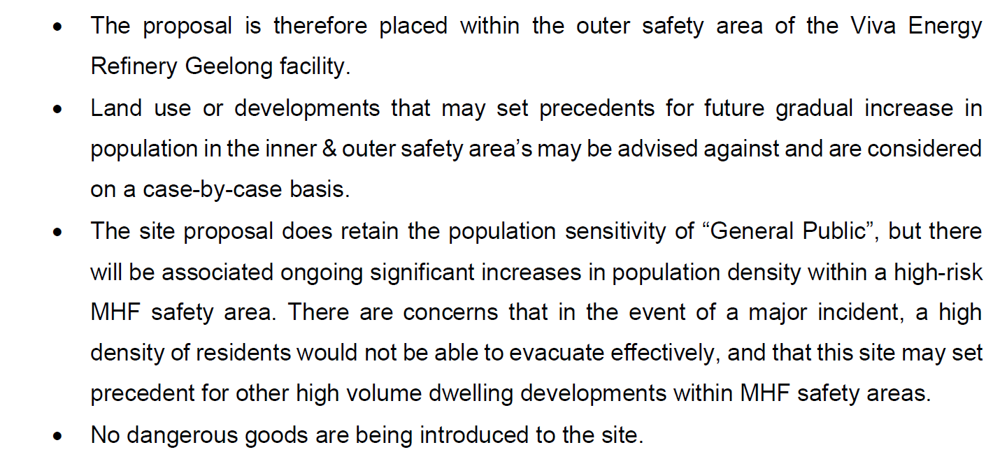 • The proposal is therefore placed within the outer safety area of the Viva Energy
Refinery Geelong facility.
• Land use or developments that may set precedents for future gradual increase in
population in the inner & outer safety area’s may be advised against and are considered
on a case-by-case basis.
• The site proposal does retain the population sensitivity of “General Public”, but there
will be associated ongoing significant increases in population density within a high-risk
MHF safety area. There are concerns that in the event of a major incident, a high
density of residents would not be able to evacuate effectively, and that this site may set
precedent for other high volume dwelling developments within MHF safety areas.
• No dangerous goods are being introduced to the site.